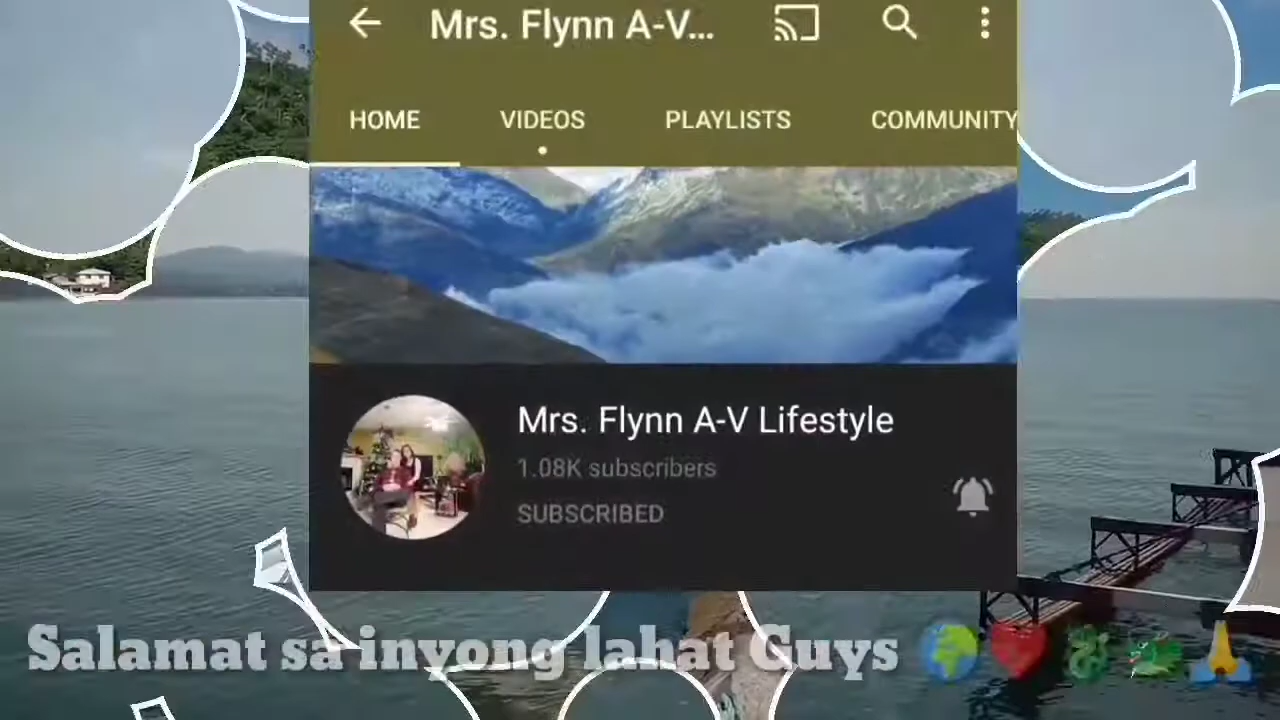 Mrs. Flynn A-V...
HOME VIDEOS PLAYLISTS COMMUNITY
Mrs. Flynn A-V Lifestyle
1.08K subscribers
SUBSCRIBED
Salamat sa inyong lahat Guys 🌍❤️🐉🐲🙏